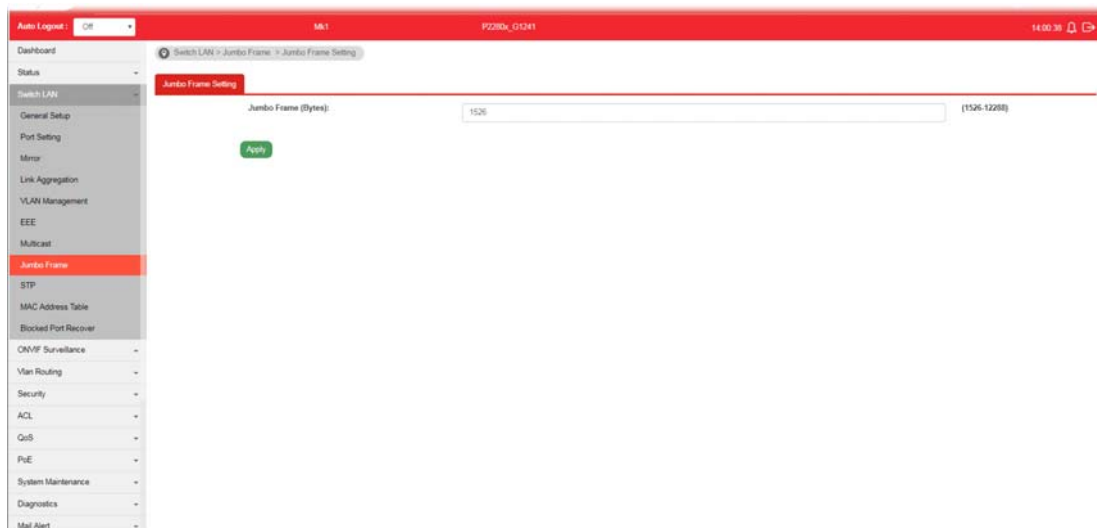 Auto Logout : Off Mk1 P2280x_G1241 14:00:36
Switch LAN > Jumbo Frame > Jumbo Frame Setting
Jumbo Frame Setting
Jumbo Frame (Bytes): 1526 (1526-12288)
Apply
Dashboard
Status
Switch LAN
General Setup
Port Setting
Mirror
Link Aggregation
VLAN Management
EEE
Multicast
Jumbo Frame
STP
MAC Address Table
Blocked Port Recover
ONVIF Surveillance
Vlan Routing
Security
ACL
QoS
PoE
System Maintenance
Diagnostics
Mail Alert